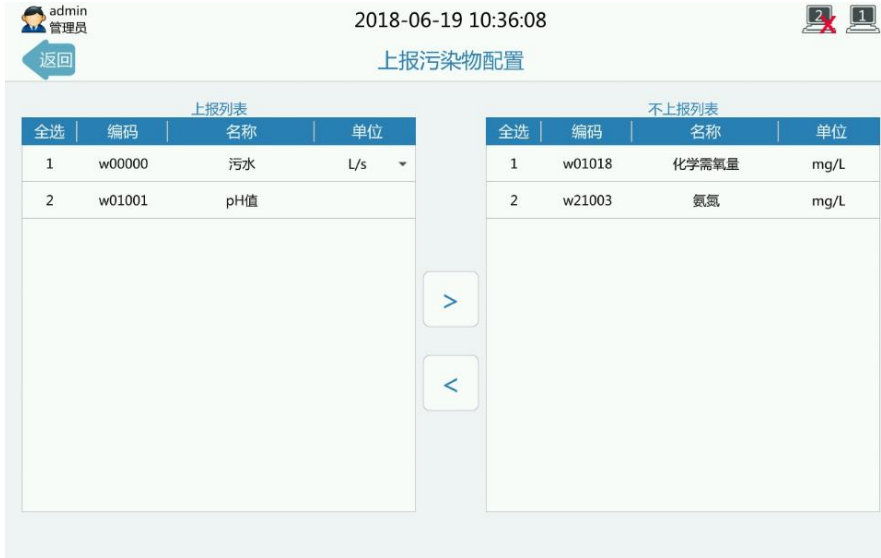 admin
管理员
2018-06-19 10:36:08
2
1
返回
上报污染物配置
上报列表
全选 编码 名称 单位
1 w00000 污水 L/s
2 w01001 pH值
>
<
不上报列表
全选 编码 名称 单位
1 w01018 化学需氧量 mg/L
2 w21003 氨氮 mg/L